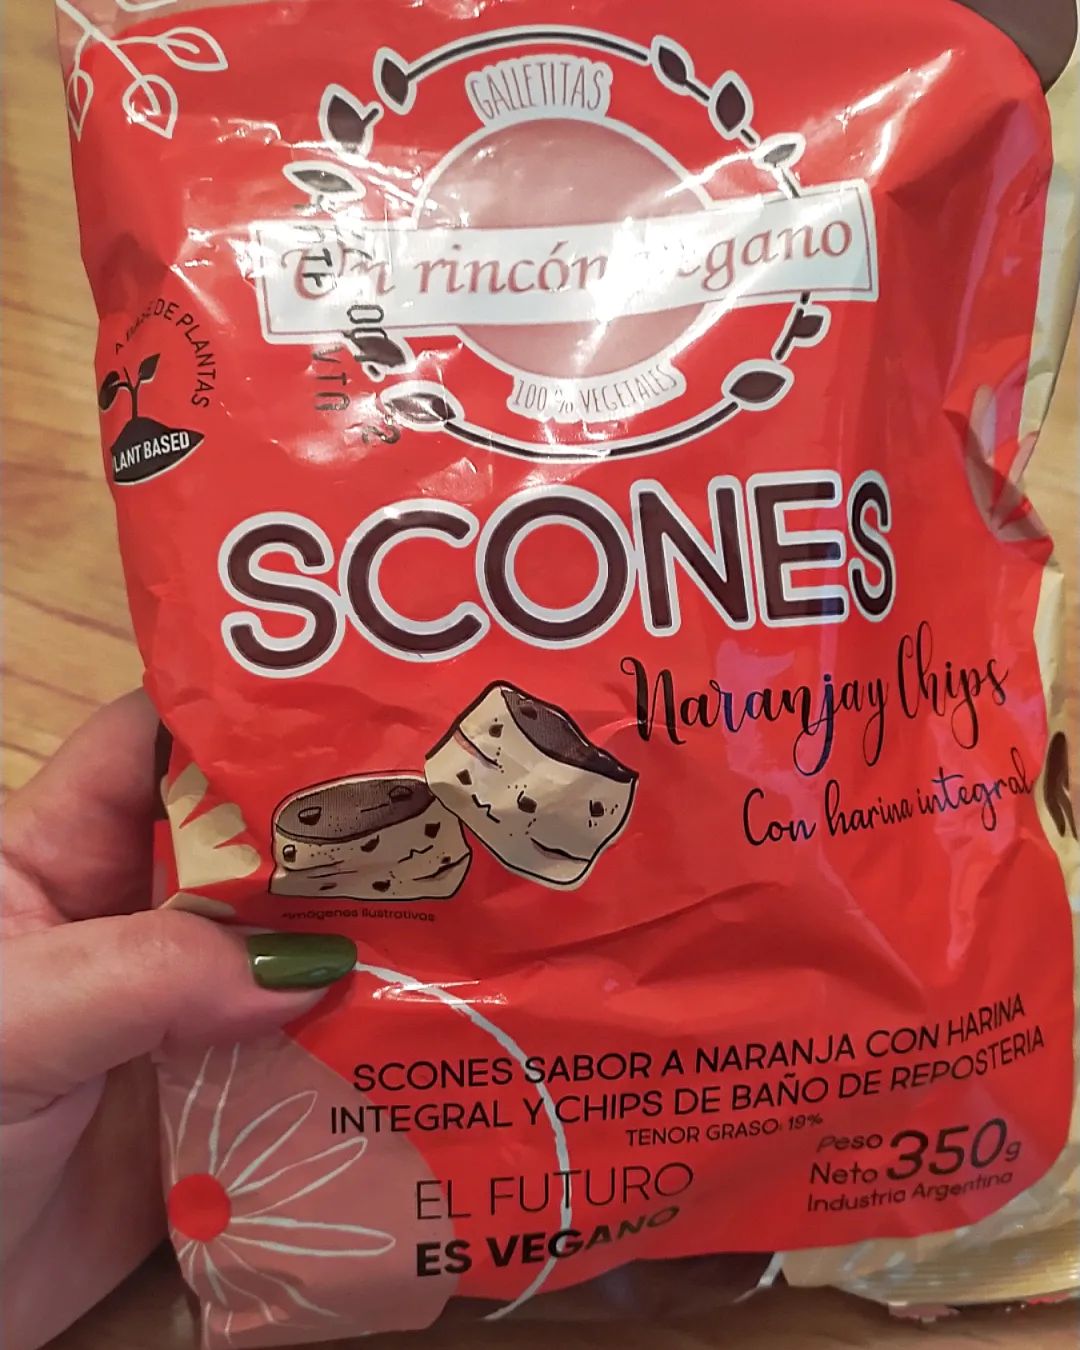 GALLETITAS
Un rincón
100 % VEGETALES
DE PLANTAS
PLANT BASED
SCONES
Naranja y Chips
Con harina integral
*Imágenes ilustrativas
SCONES SABOR A NARANJA CON HARINA
INTEGRAL Y CHIPS DE BAÑO DE REPOSTERIA
TENOR GRASO: 19%
Peso
Neto 350g
Industria Argentina
EL FUTURO
ES VEGANO